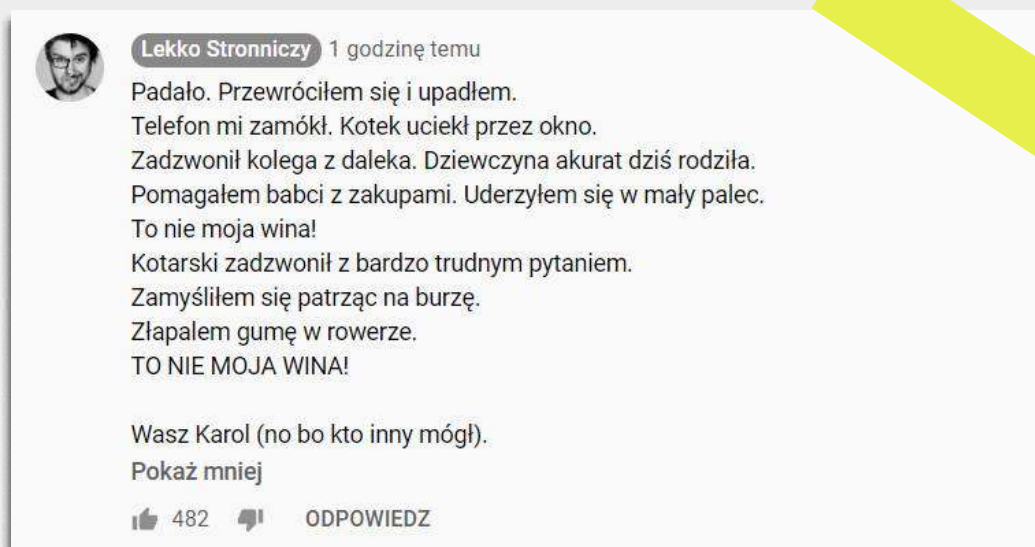 Lekko Stronniczy 1 godzinę temu
Padało. Przewróciłem się i upadłem.
Telefon mi zamókł. Kotek uciekł przez okno.
Zadzwonił kolega z daleka. Dziewczyna akurat dziś rodziła.
Pomagałem babci z zakupami. Uderzyłem się w mały palec.
To nie moja wina!
Kotarski zadzwonił z bardzo trudnym pytaniem.
Zamyśliłem się patrząc na burzę.
Złapalem gumę w rowerze.
TO NIE MOJA WINA!
Wasz Karol (no bo kto inny mógł).
Pokaż mniej
482 ODPOWIEDZ